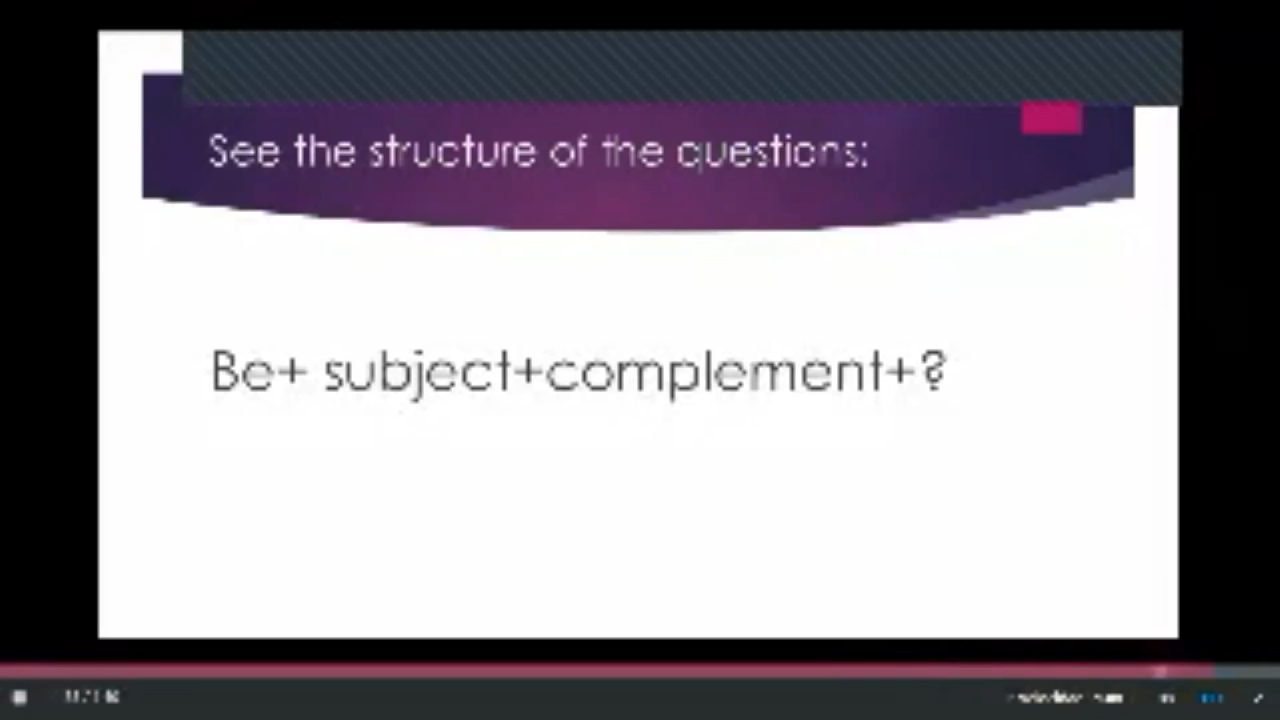 See the structure of the questions:
Be+ subject+complement+?